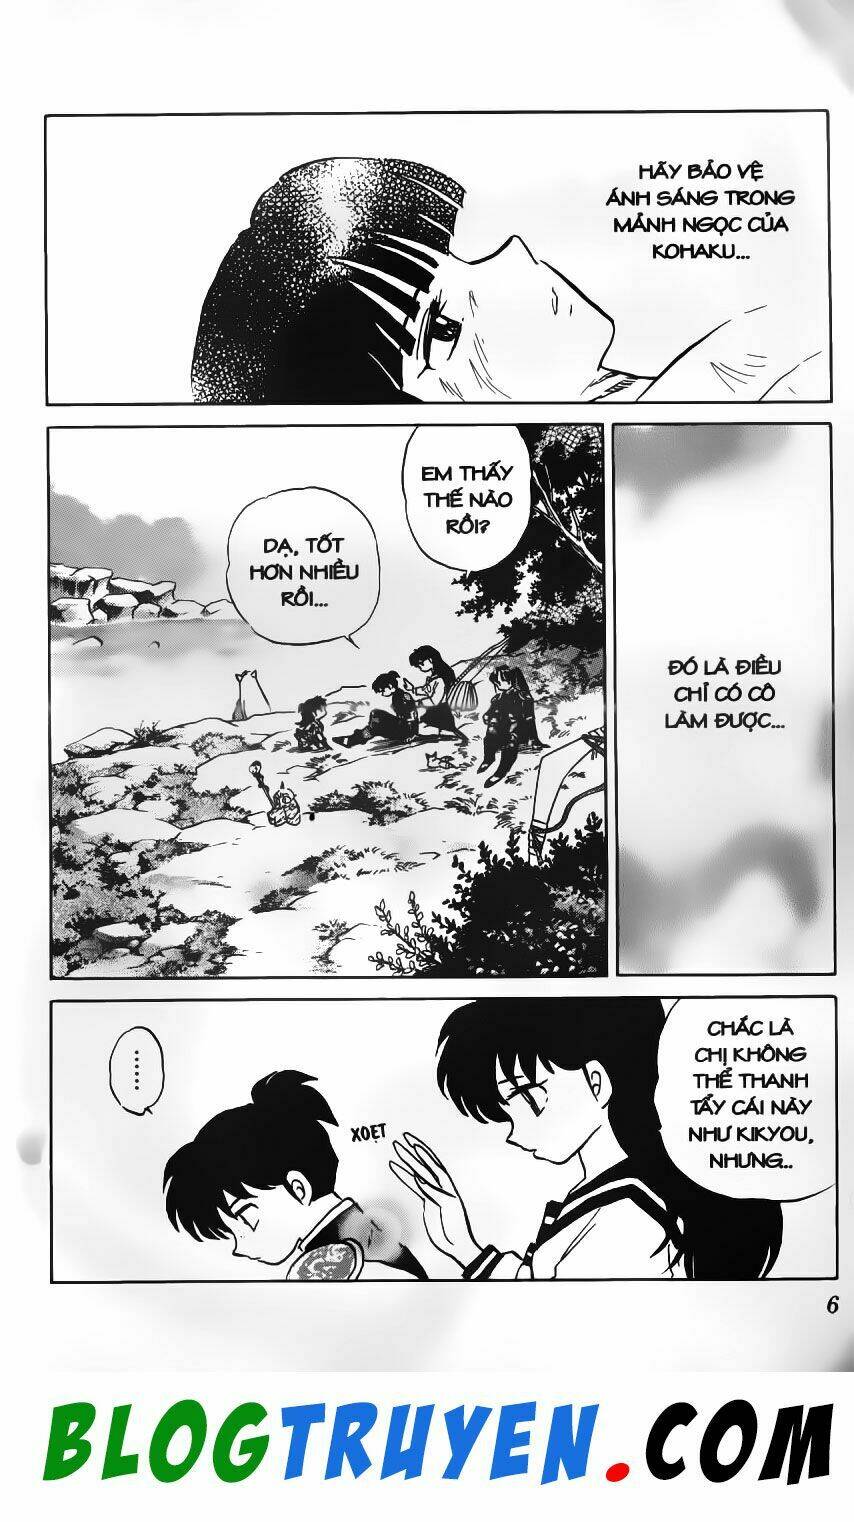 HÃY BẢO VỆ
ÁNH SÁNG TRONG
MẢNH NGỌC CỦA
KOHAKU...
ĐÓ LÀ ĐIỀU
CHỈ CÓ CÔ
LÀM ĐƯỢC...
EM THẤY
THẾ NÀO
RỒI?
DẠ, TỐT
HƠN NHIỀU
RỒI...
CHẮC LÀ
CHỊ KHÔNG
THỂ THANH
TẨY CÁI NÀY
NHƯ KIKYOU,
NHƯNG...
XOẸT
......
6
BLOGTRUYEN.COM